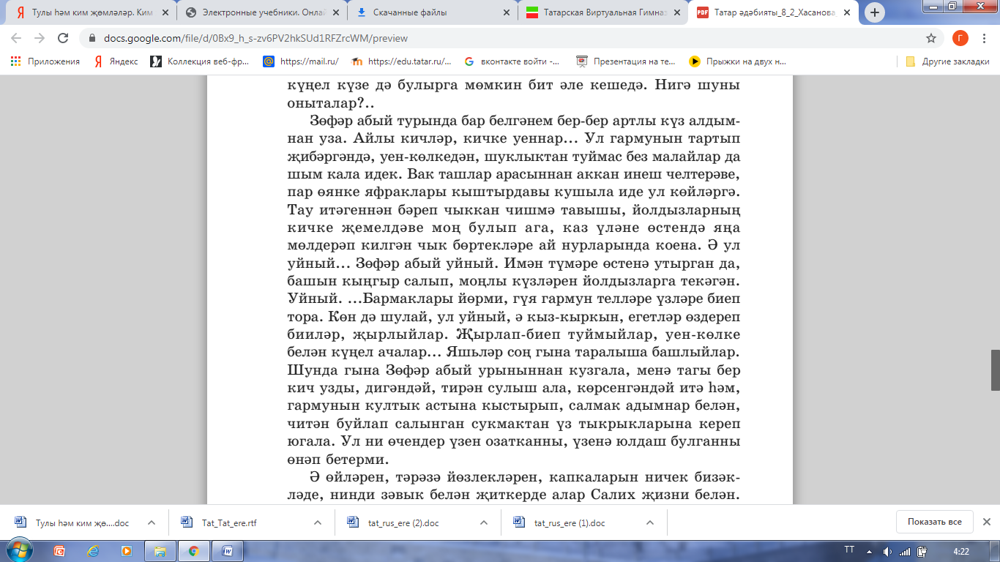 Тулы һәм ким җөмләләр. Ким
Электронные учебники. Онлай
Скачанные файлы
Татарская Виртуальная Гимназ
Татар әдәбияты_8_2_Хасанова
docs.google.com/file/d/0Bx9_h_s-zv6PV2hkSUd1RFZrcWM/preview
Г
Приложения
Яндекс
Коллекция веб-фр...
https://mail.ru/
https://edu.tatar.ru/...
вконтакте войти -...
Презентация на те...
Прыжки на двух н...
Другие закладки
күңел күзе дә булырга мөмкин бит әле кешедә. Нигә шуны
оныталар?..
Зөфәр абый турында бар белгәнем бер-бер артлы күз алдым-
нан уза. Айлы кичләр, кичке уеннар... Ул гармунын тартып
җибәргәндә, уен-көлкедән, шуклыктан туймас без малайлар да
шым кала идек. Вак ташлар арасыннан аккан инеш челтерәве,
пар өянке яфраклары кыштырдавы кушыла иде ул көйләргә.
Тау итәгеннән бәреп чыккан чишмә тавышы, йолдызларның
кичке җемелдәве моң булып ага, каз үләне өстендә яңа
мөлдерәп килгән чык бөртекләре ай нурларында коена. Ә ул
уйный... Зөфәр абый уйный. Имән түмәре өстенә утырган да,
башын кыңгыр салып, моңлы күзләрен йолдызларга текәгән.
Уйный. ...Бармаклары йөрми, гүя гармун телләре үзләре биеп
тора. Көн дә шулай, ул уйный, ә кыз-кыркын, егетләр өздереп
бииләр, җырлыйлар. Җырлап-биеп туймыйлар, уен-көлке
белән күңел ачалар... Яшьләр соң гына таралыша башлыйлар.
Шунда гына Зөфәр абый урыныннан кузгала, менә тагы бер
кич узды, дигәндәй, тирән сулыш ала, көрсенгәндәй итә һәм,
гармунын култык астына кыстырып, салмак адымнар белән,
читән буйлап салынган сукмактан үз тыкрыкларына кереп
югала. Ул ни өчендер үзен озатканны, үзенә юлдаш булганны
өнәп бетерми.
Ә өйләрен, тәрәзә йөзлекләрен, капкаларын ничек бизәк-
ләде, нинди зәвык белән җиткерде алар Салих җизни белән.
Тулы һәм ким җө....doc
Tat_Tat_ere.rtf
tat_rus_ere (2).doc
tat_rus_ere (1).doc
Показать все
TT
4:22